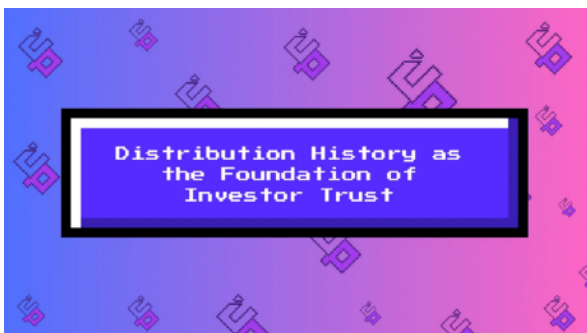 Distribution History as
the Foundation of
Investor Trust